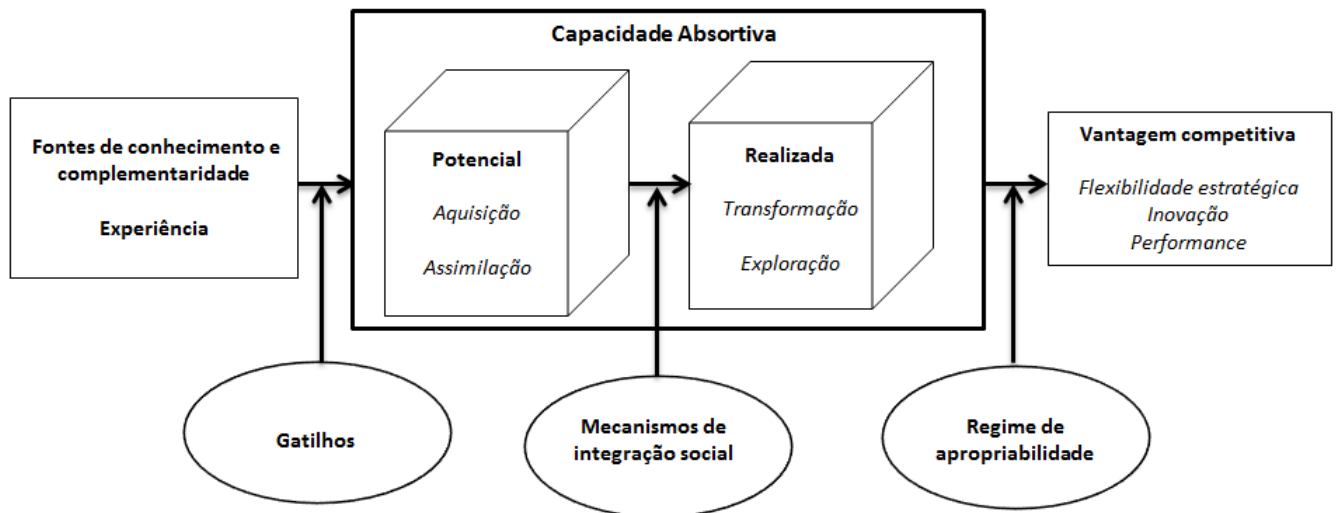 Capacidade Absortiva
Fontes de conhecimento e
complementaridade
Experiência
Potencial
Aquisição
Assimilação
Realizada
Transformação
Exploração
Vantagem competitiva
Flexibilidade estratégica
Inovação
Performance
Gatilhos
Mecanismos de
integração social
Regime de
apropriabilidade